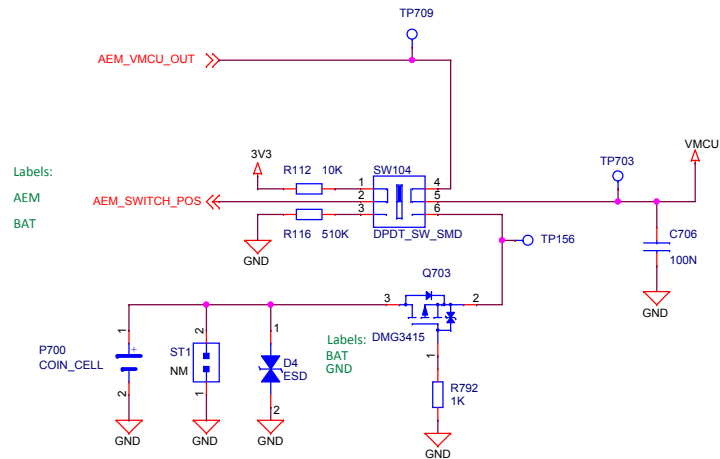 TP709
AEM_VMCU_OUT
3V3
VMCU
Labels:
AEM
BAT
R112 10K
SW104
TP703
1
2
3
4
5
6
AEM_SWITCH_POS
R116 510K
DPDT_SW_SMD
GND
TP156
C706
100N
GND
Q703
3
2
DMG3415
1
Labels:
BAT
GND
P700
COIN_CELL
1
+
2
2
ST1
NM
1
1
D4
ESD
2
R792
1K
GND
GND
GND
GND